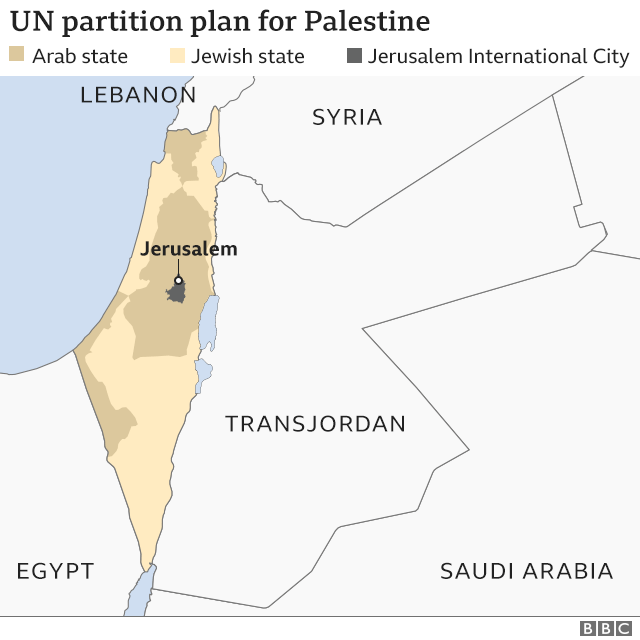 UN partition plan for Palestine
Arab state
Jewish state
Jerusalem International City
LEBANON
SYRIA
Jerusalem
TRANSJORDAN
EGYPT
SAUDI ARABIA
BBC